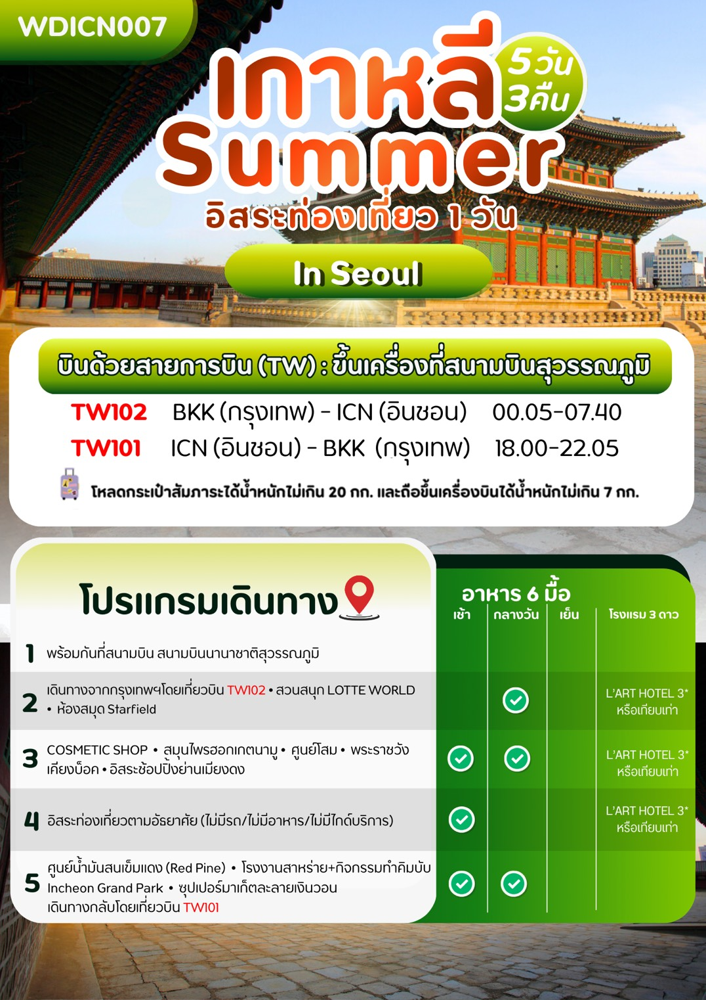 WDICN007
เกาหลี
5 วัน
3 คืน
Summer
อิสระท่องเที่ยว 1 วัน
In Seoul
บินด้วยสายการบิน (TW) : ขึ้นเครื่องที่สนามบินสุวรรณภูมิ
TW102 BKK (กรุงเทพ) - ICN (อินชอน) 00.05-07.40
TW101 ICN (อินชอน) - BKK (กรุงเทพ) 18.00-22.05
โหลดกระเป๋าสัมภาระได้น้ำหนักไม่เกิน 20 กก. และถือขึ้นเครื่องบินได้น้ำหนักไม่เกิน 7 กก.
โปรแกรมเดินทาง
อาหาร 6 มื้อ
เช้า กลางวัน เย็น โรงแรม 3 ดาว
1 พร้อมกันที่สนามบิน สนามบินนานาชาติสุวรรณภูมิ
2 เดินทางจากกรุงเทพฯโดยเที่ยวบิน TW102 • สวนสนุก LOTTE WORLD
• ห้องสมุด Starfield
L'ART HOTEL 3*
หรือเทียบเท่า
3 COSMETIC SHOP • สมุนไพรฮอกเกตนามู • ศูนย์โสม • พระราชวัง
เคียงบ็อค • อิสระช้อปปิ้งย่านเมียงดง
L'ART HOTEL 3*
หรือเทียบเท่า
4 อิสระท่องเที่ยวตามอัธยาศัย (ไม่มีรถ/ไม่มีอาหาร/ไม่มีไกด์บริการ)
L'ART HOTEL 3*
หรือเทียบเท่า
5 ศูนย์น้ำมันสนเข็มแดง (Red Pine) • โรงงานสาหร่าย+กิจกรรมทำคิมบับ
Incheon Grand Park • ซุปเปอร์มาเก็ตละลายเงินวอน
เดินทางกลับโดยเที่ยวบิน TW101